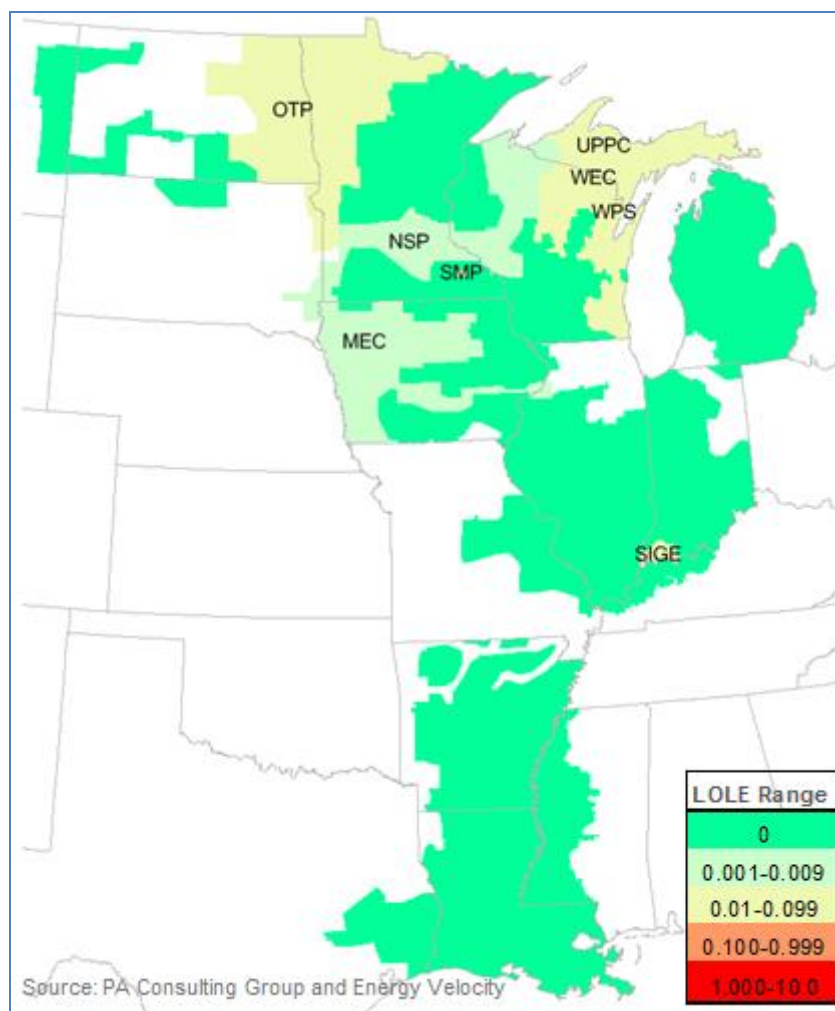 OTP
UPPC
WEC
WPS
NSP
SMP
MEC
SIGE
LOLE Range
0
0.001-0.009
0.01-0.099
0.100-0.999
1.000-10.0
Source: PA Consulting Group and Energy Velocity